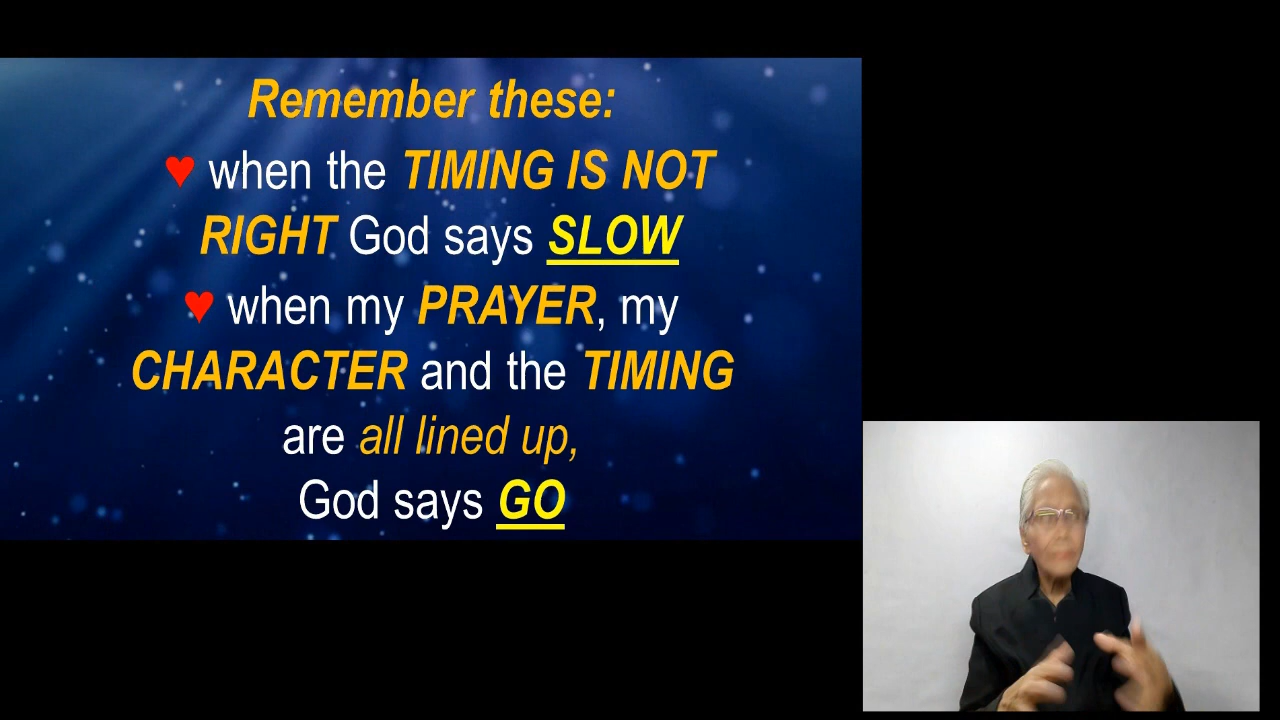 Remember these:
♥ when the TIMING IS NOT
RIGHT God says SLOW
♥ when my PRAYER, my
CHARACTER and the TIMING
are all lined up,
God says GO